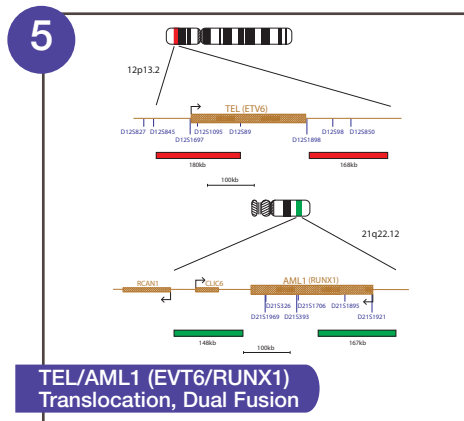 5
12p13.2
TEL (ETV6)
D12S827 D12S845 D12S1095 D12S89 D12S98 D12S850
D12S1697 D12S1898
180kb 168kb
100kb
21q22.12
RCAN1 CLIC6 AML1 (RUNX1)
D21S326 D21S1706 D21S1895
D21S1969 D21S393 D21S1921
148kb 167kb
100kb
TEL/AML1 (EVT6/RUNX1)
Translocation, Dual Fusion